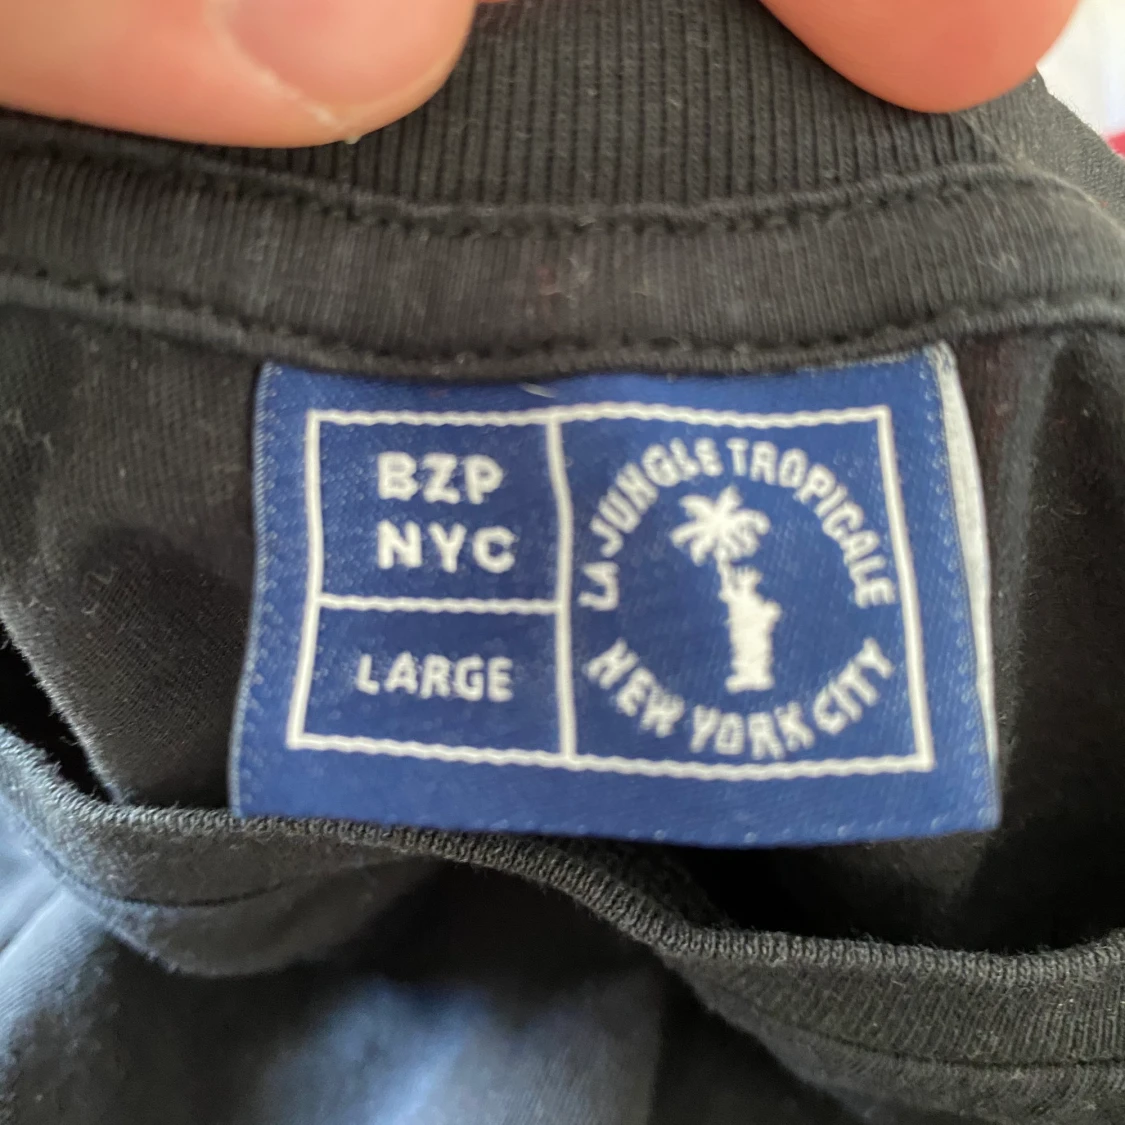 BZP
NYC
LARGE
LA JUNGLE TROPICALE
NEW YORK CITY